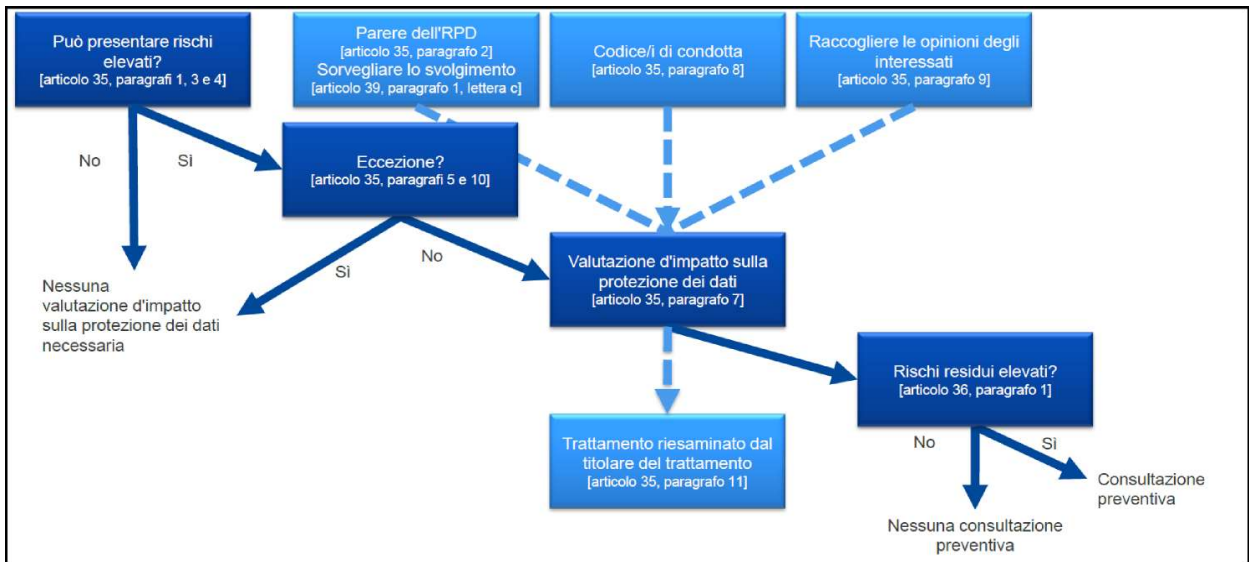 Può presentare rischi
elevati?
[articolo 35, paragrafi 1, 3 e 4]
Parere dell'RPD
[articolo 35, paragrafo 2]
Sorvegliare lo svolgimento
[articolo 39, paragrafo 1, lettera c]
Codice/i di condotta
[articolo 35, paragrafo 8]
Raccogliere le opinioni degli
interessati
[articolo 35, paragrafo 9]
No
Sì
Eccezione?
[articolo 35, paragrafi 5 e 10]
Sì
No
Nessuna
valutazione d'impatto
sulla protezione dei dati
necessaria
Valutazione d'impatto sulla
protezione dei dati
[articolo 35, paragrafo 7]
Rischi residui elevati?
[articolo 36, paragrafo 1]
Trattamento riesaminato dal
titolare del trattamento
[articolo 35, paragrafo 11]
No
Sì
Consultazione
preventiva
Nessuna consultazione
preventiva